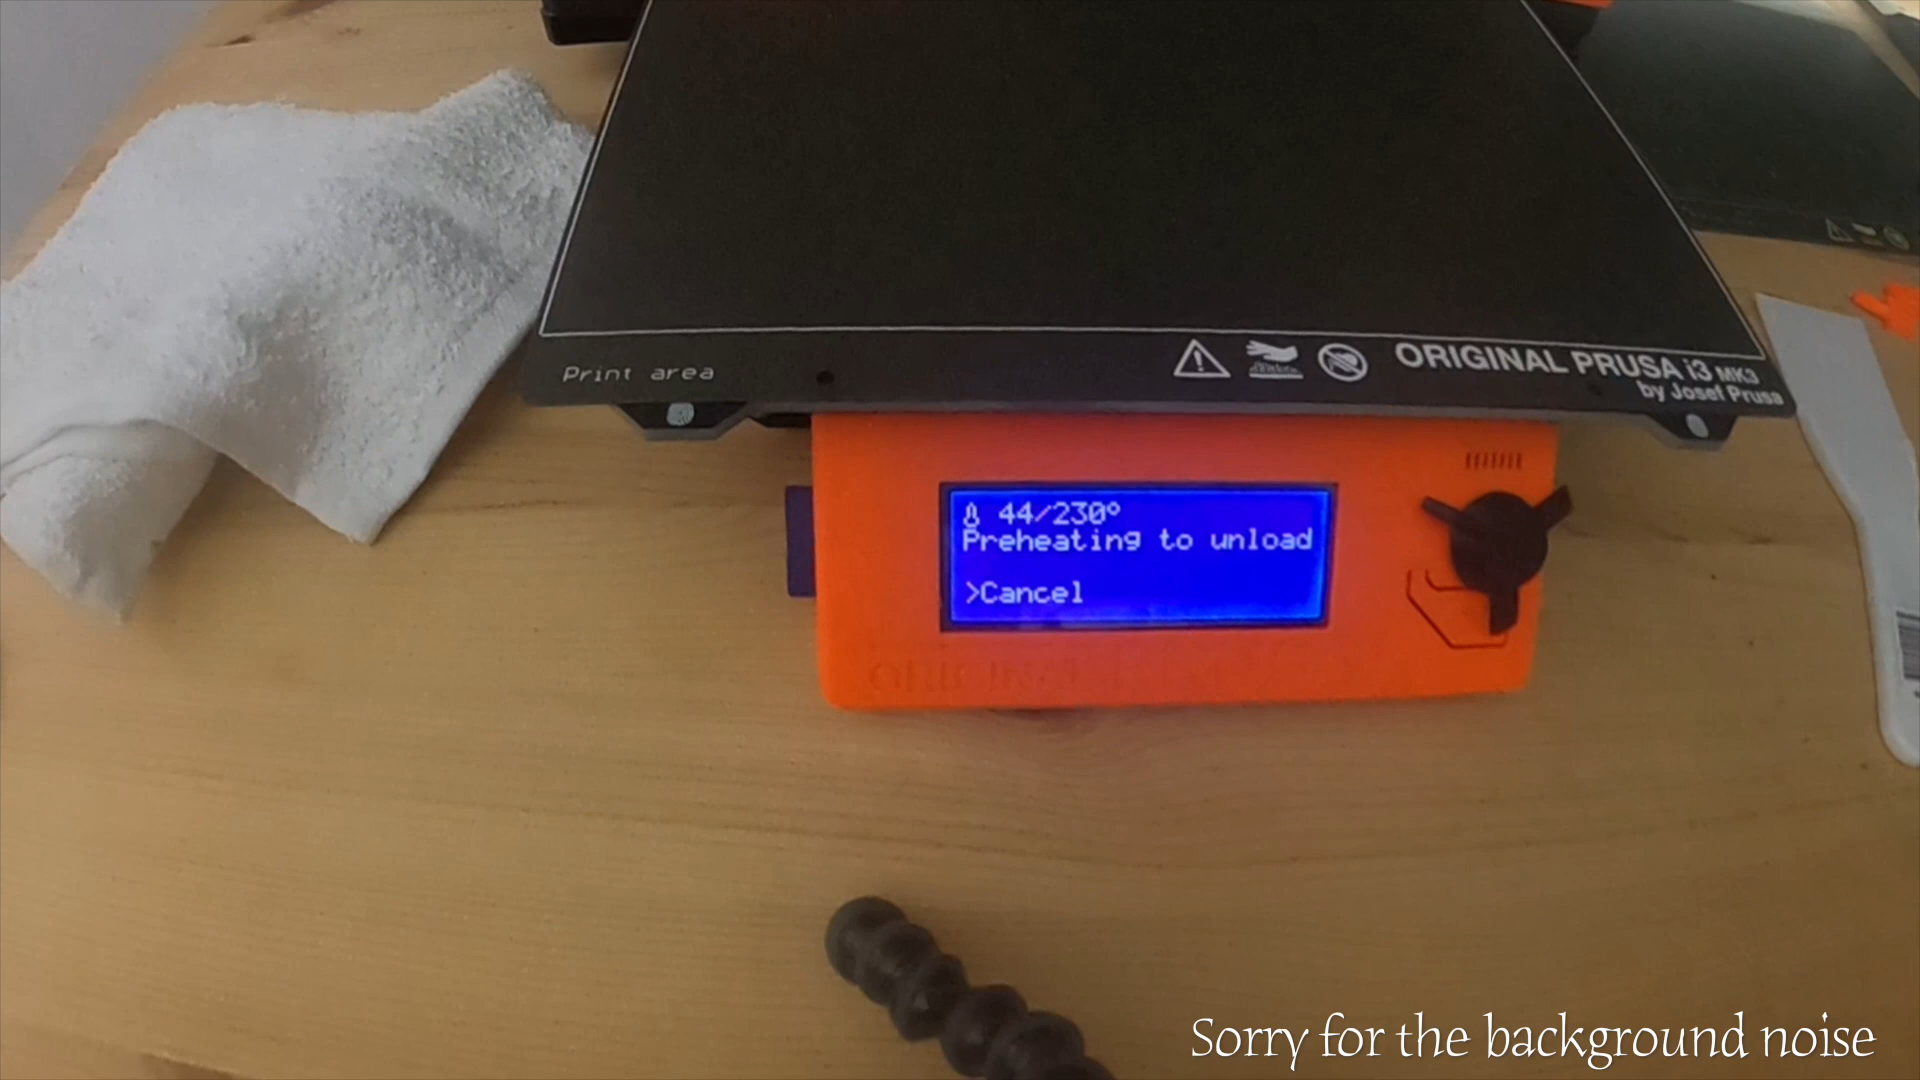 Print area
ORIGINAL PRUSA i3 MK3
by Josef Prusa
44/230°
Preheating to unload
>Cancel
Sorry for the background noise